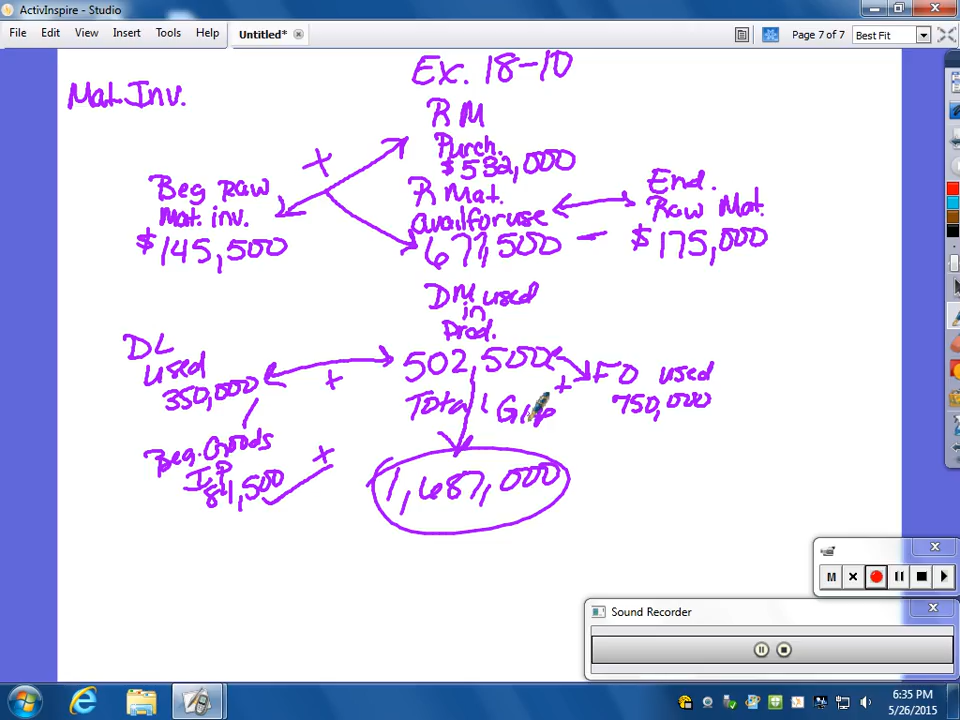 ActivInspire - Studio
File Edit View Insert Tools Help
Untitled*
Page 7 of 7
Best Fit
Ex. 18-10
Mat. Inv.
RM
Purch.
$532,000
Beg Raw
Mat. inv.
$145,500
R Mat.
avail for use
677,500 -
End.
Raw Mat.
$175,000
+
DM used
in
Prod.
502,500
DL
used
350,000
+
+
FO used
750,000
Total GIP
Beg. Goods
IP
84,500
+
1,687,000
M
Sound Recorder
6:35 PM
5/26/2015